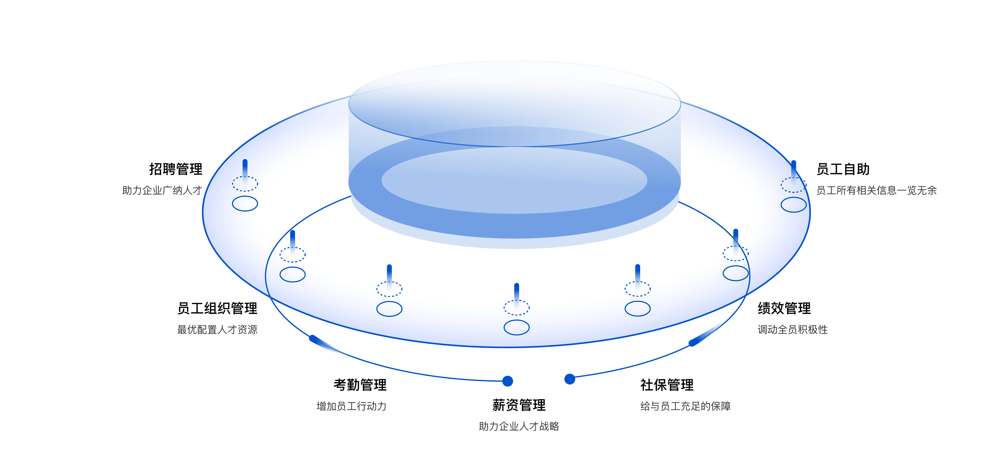 招聘管理
助力企业广纳人才
员工自助
员工所有相关信息一览无余
员工组织管理
最优配置人才资源
绩效管理
调动全员积极性
考勤管理
增加员工行动力
社保管理
给与员工充足的保障
薪资管理
助力企业人才战略